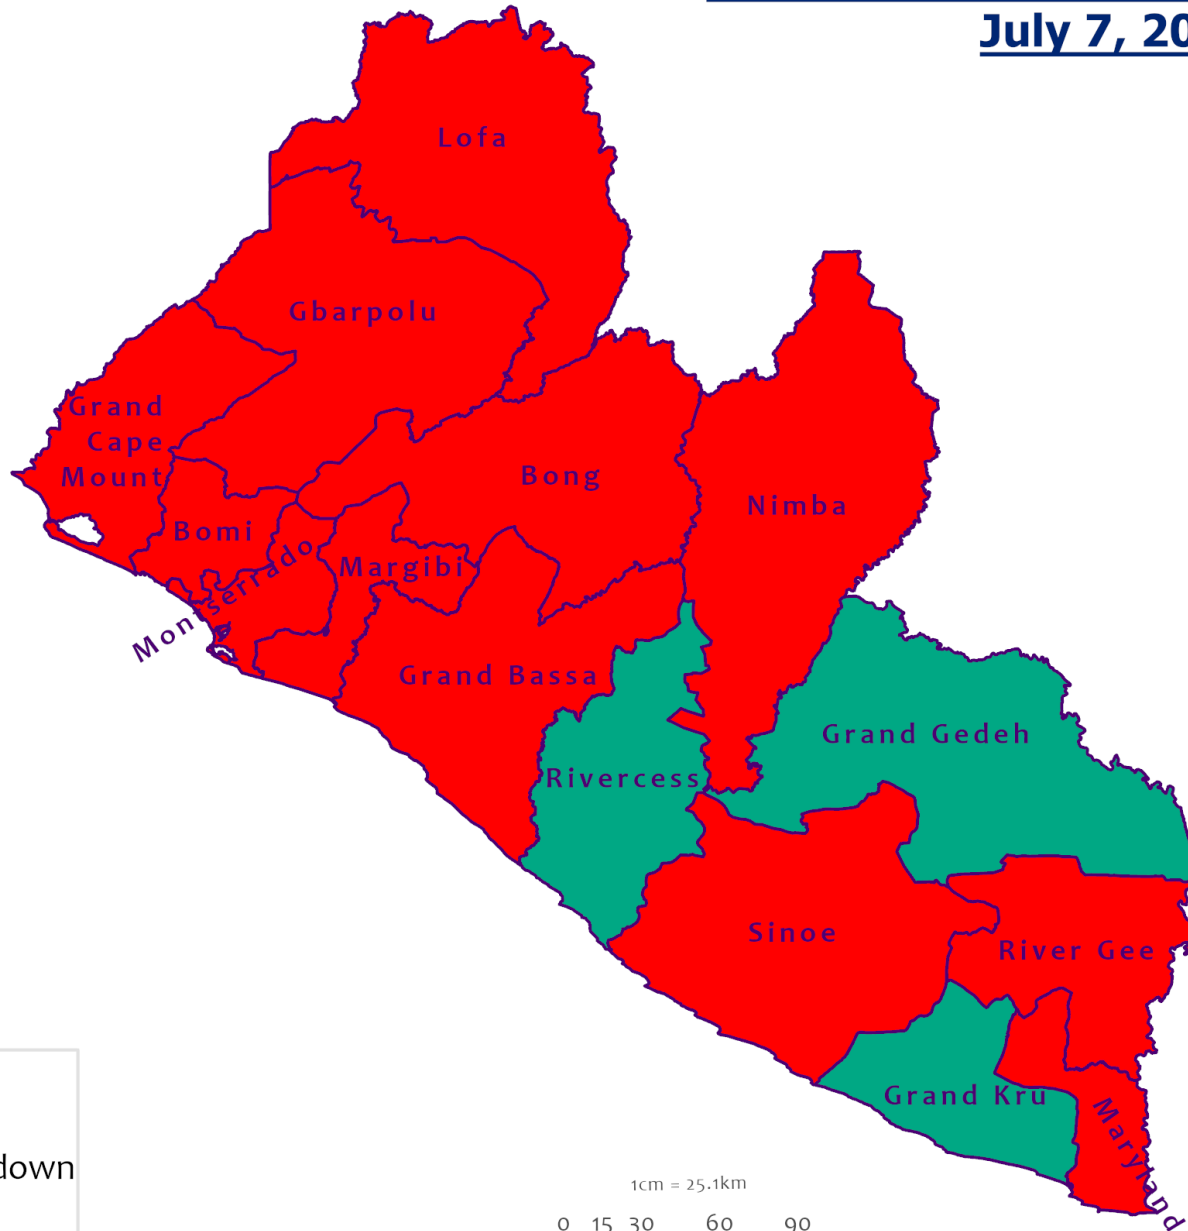 July 7, 20
Lofa
Gbarpolu
Grand
Cape
Mount
Bong
Nimba
Bomi
Montserrado
Margibi
Grand Bassa
Grand Gedeh
Rivercess
Sinoe
River Gee
Grand Kru
Maryland
down
1cm = 25.1km
0 15 30 60 90